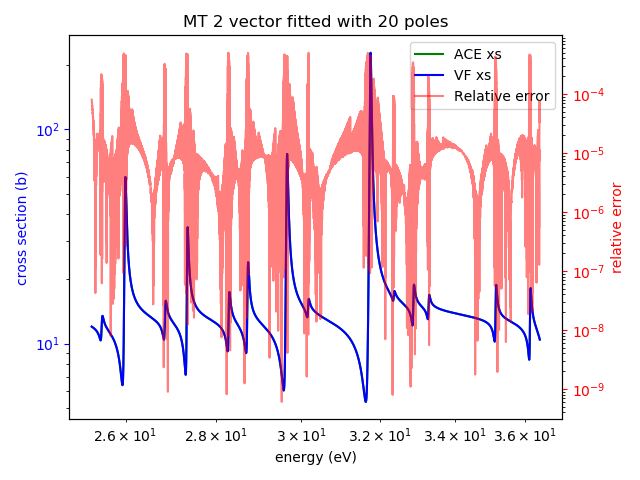 MT 2 vector fitted with 20 poles
ACE xs
VF xs
Relative error
cross section (b)
10²
10¹
relative error
10⁻⁴
10⁻⁵
10⁻⁶
10⁻⁷
10⁻⁸
10⁻⁹
2.6 × 10¹ 2.8 × 10¹ 3 × 10¹ 3.2 × 10¹ 3.4 × 10¹ 3.6 × 10¹
energy (eV)